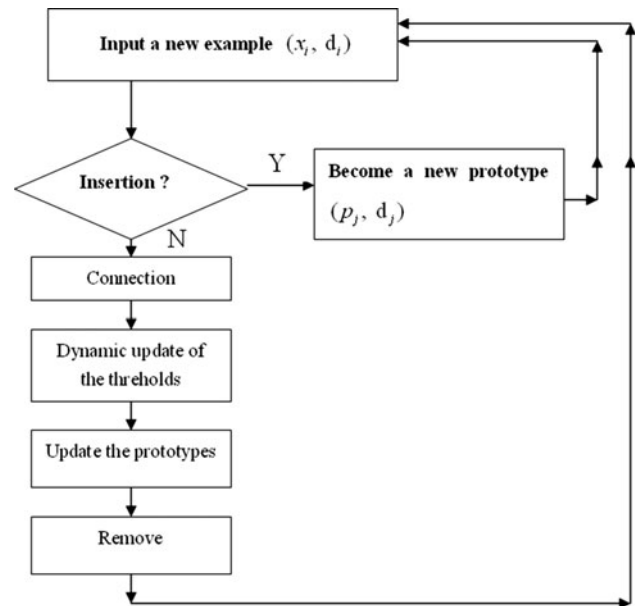 Input a new example (x_i, d_i)
Insertion ?
Y
Become a new prototype
(p_j, d_j)
N
Connection
Dynamic update of
the threholds
Update the prototypes
Remove